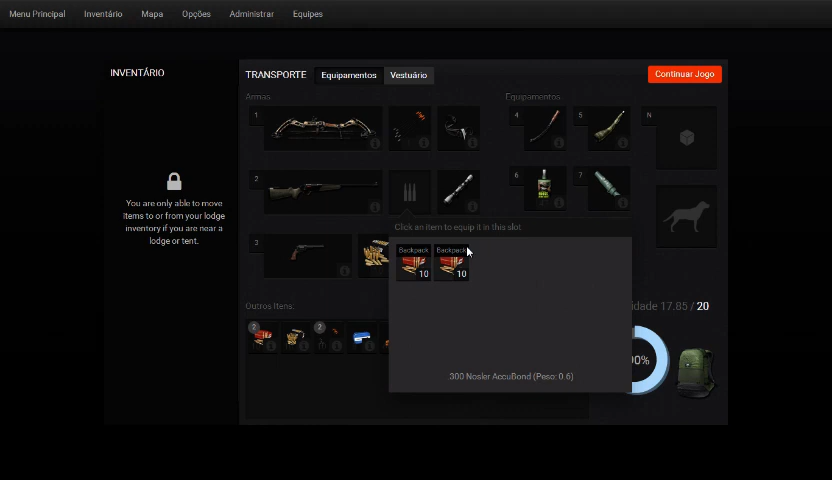 Menu Principal Inventário Mapa Opções Administrar Equipes
INVENTÁRIO
TRANSPORTE Equipamentos Vestuário Continuar Jogo
Armas Equipamentos
1 4 5 N
2 6 7
You are only able to move
items to or from your lodge
inventory if you are near a
lodge or tent.
Click an item to equip it in this slot
3 Backpack Backpack
10 10
Outros Itens: idade 17.85 / 20
2 2
0%
300 Nosler AccuBond (Peso: 0.6)